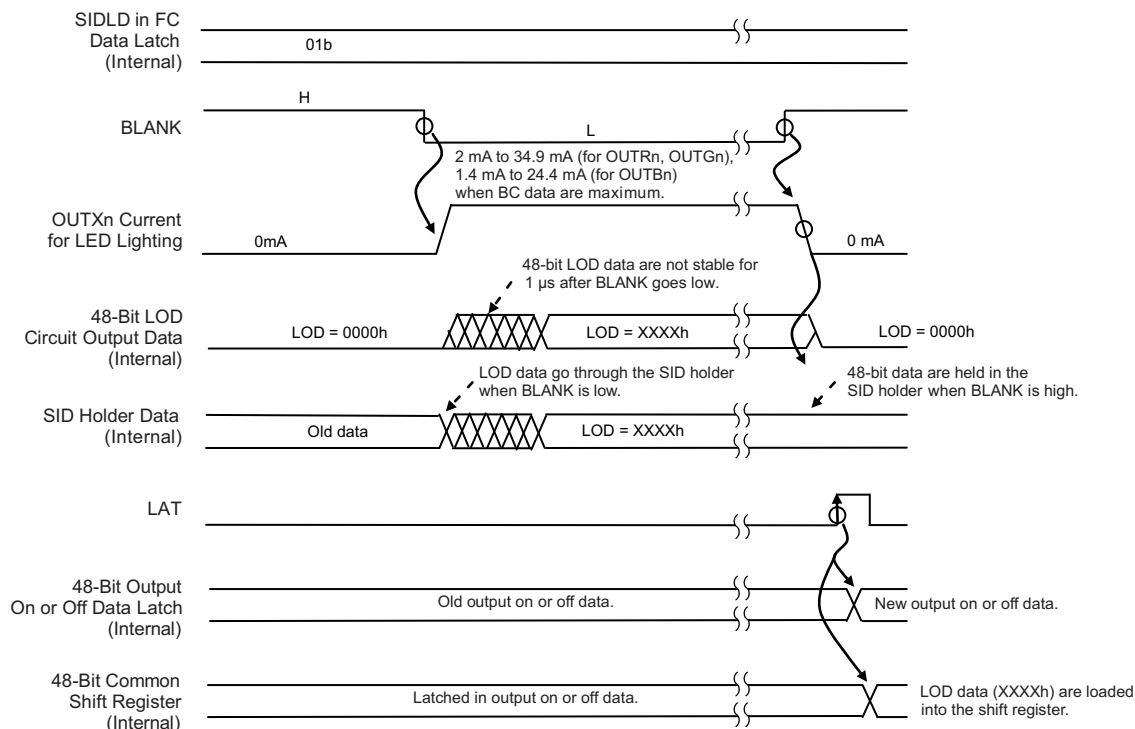 SIDLD in FC
Data Latch
(Internal)
01b
H
BLANK
L
2 mA to 34.9 mA (for OUTRn, OUTGn),
1.4 mA to 24.4 mA (for OUTBn)
when BC data are maximum.
OUTXn Current
for LED Lighting
0mA
0 mA
48-bit LOD data are not stable for
1 µs after BLANK goes low.
48-Bit LOD
Circuit Output Data
(Internal)
LOD = 0000h
LOD = XXXXh
LOD = 0000h
LOD data go through the SID holder
when BLANK is low.
48-bit data are held in the
SID holder when BLANK is high.
SID Holder Data
(Internal)
Old data
LOD = XXXXh
LAT
48-Bit Output
On or Off Data Latch
(Internal)
Old output on or off data.
New output on or off data.
48-Bit Common
Shift Register
(Internal)
Latched in output on or off data.
LOD data (XXXXh) are loaded
into the shift register.